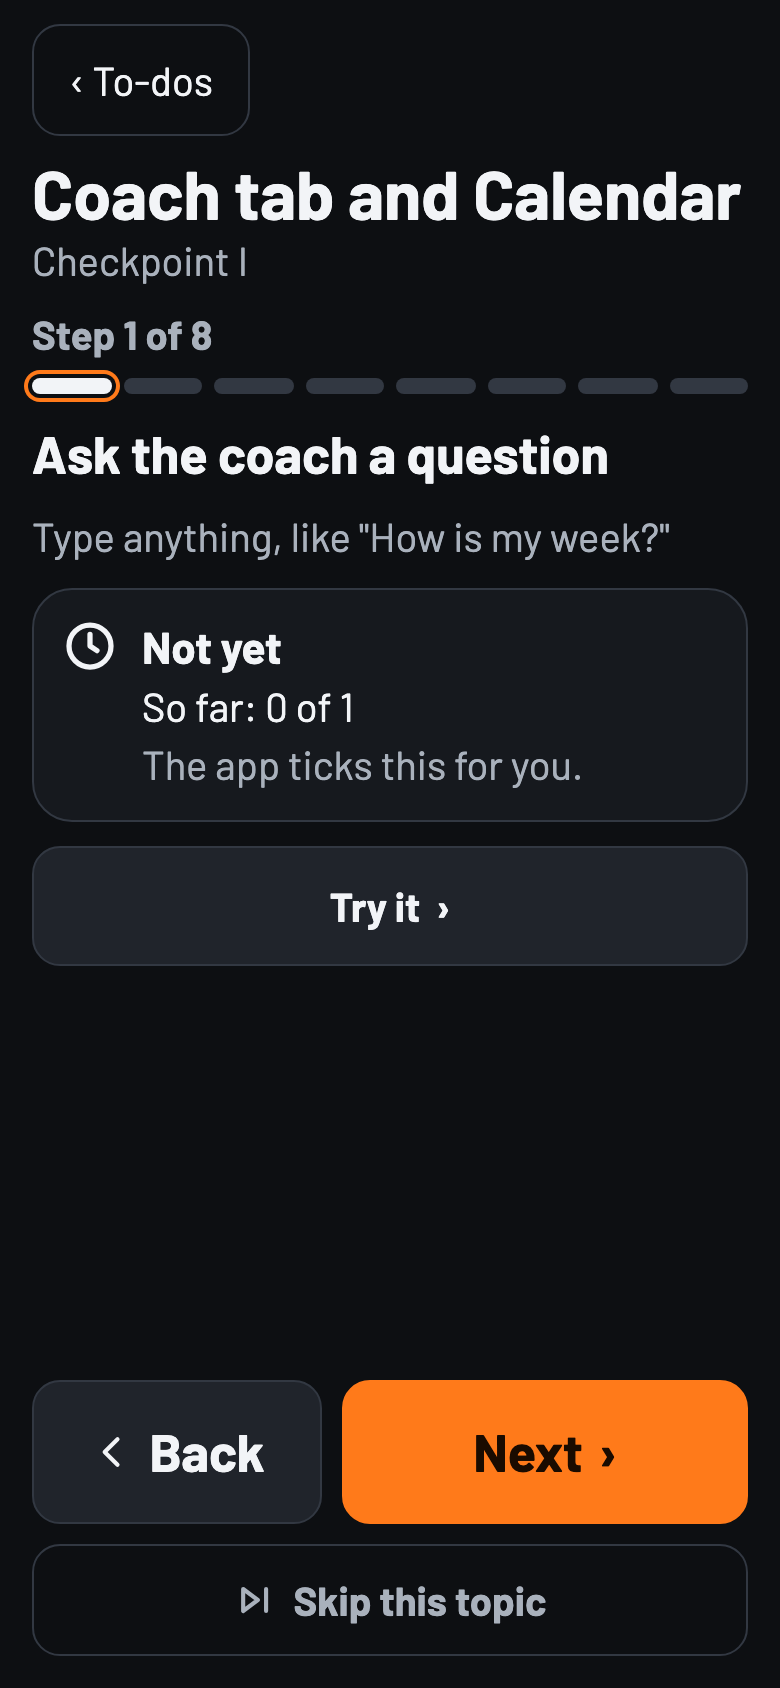 ‹ To-dos
Coach tab and Calendar
Checkpoint I
Step 1 of 8
Ask the coach a question
Type anything, like "How is my week?"
Not yet
So far: 0 of 1
The app ticks this for you.
Try it ›
Back
Next ›
Skip this topic